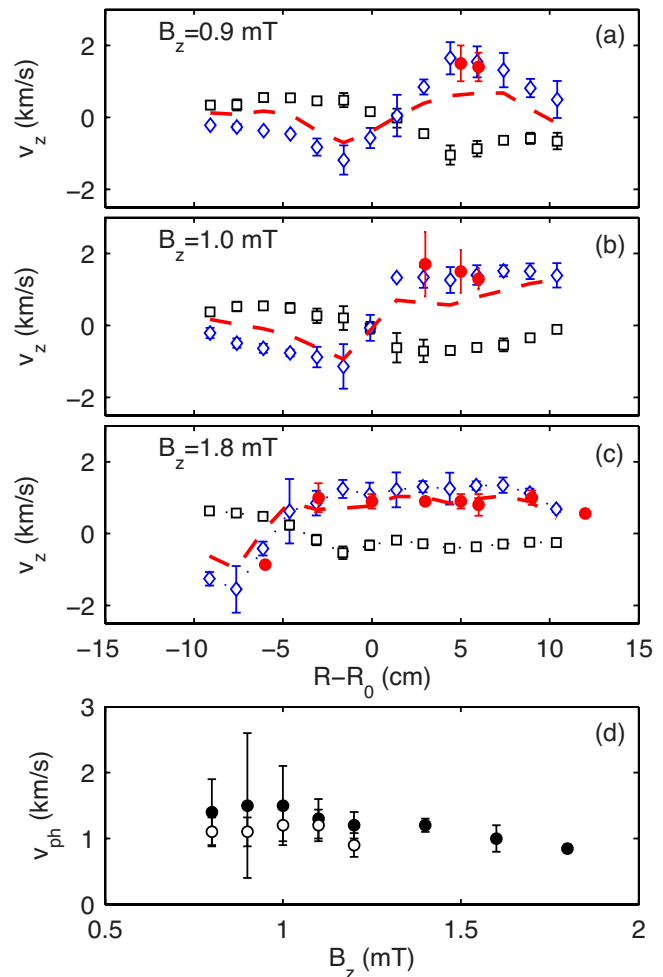 B_z=0.9 mT
(a)
v_z (km/s)
2
0
−2
B_z=1.0 mT
(b)
v_z (km/s)
2
0
−2
B_z=1.8 mT
(c)
v_z (km/s)
2
0
−2
−15 −10 −5 0 5 10 15
R−R_0 (cm)
(d)
v_ph (km/s)
3
2
1
0
0.5 1 1.5 2
B_z (mT)